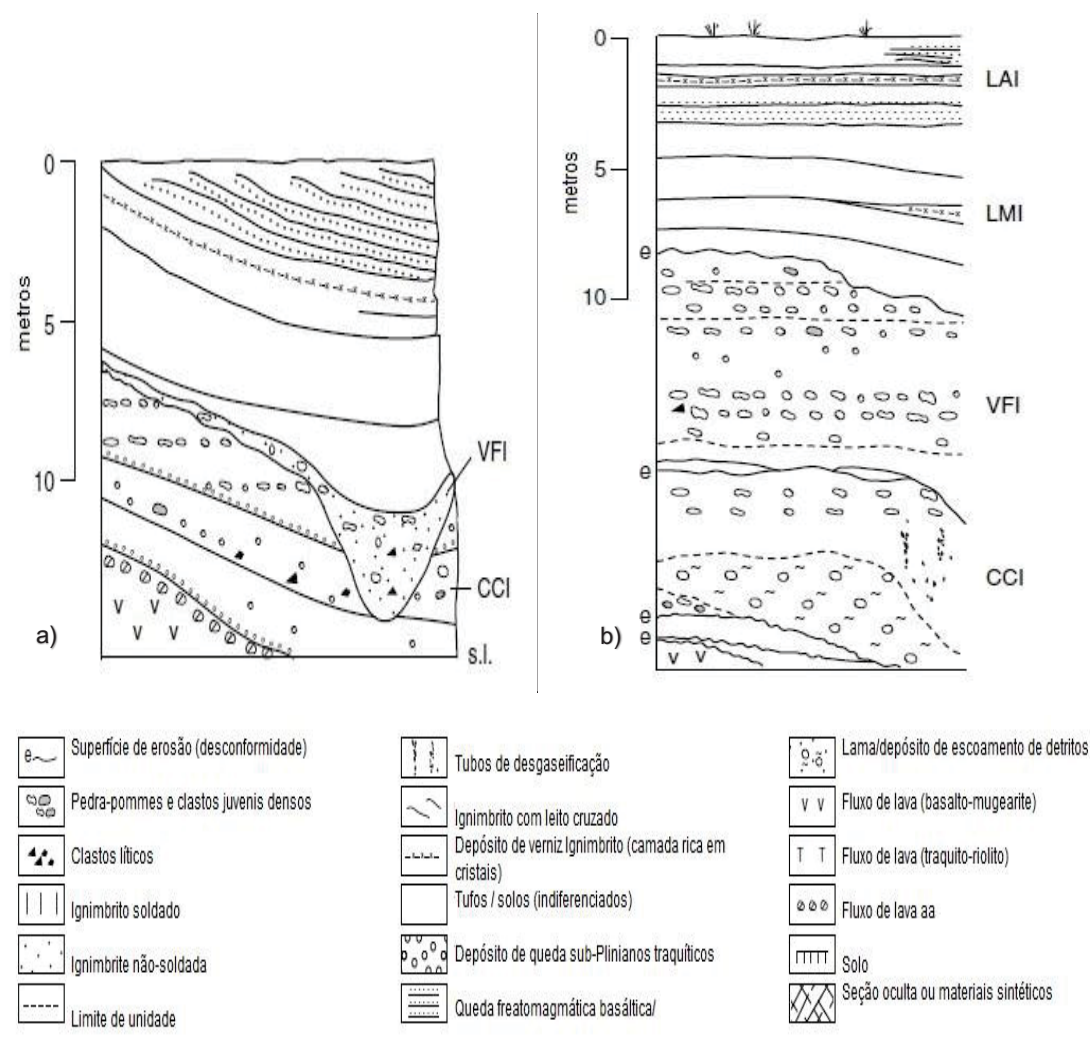 0
metros
5
10
VFI
CCI
a)
s.l.
0
metros
5
10
LAI
LMI
e
VFI
e
CCI
e
b)
e
e
Superfície de erosão (desconformidade)
Pedra-pommes e clastos juvenis densos
Clastos líticos
Ignimbrito soldado
Ignimbrite não-soldada
Limite de unidade
Tubos de desgaseificação
Ignimbrito com leito cruzado
Depósito de verniz Ignimbrito (camada rica em
cristais)
Tufos / solos (indiferenciados)
Depósito de queda sub-Plinianos traquíticos
Queda freatomagmática basáltica/
Lama/depósito de escoamento de detritos
Fluxo de lava (basalto-mugearite)
Fluxo de lava (traquito-riolito)
Fluxo de lava aa
Solo
Seção oculta ou materiais sintéticos